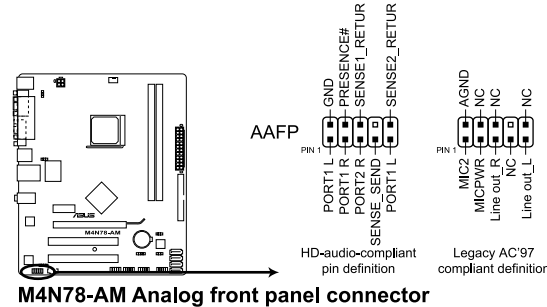 GND
PRESENCE#
SENSE1_RETUR
SENSE2_RETUR
AGND
NC
NC
NC
AAFP
PIN 1
PIN 1
PORT1 L
PORT1 R
PORT2 R
SENSE_SEND
PORT1 L
MIC2
MICPWR
Line out_R
NC
Line out_L
/ISUS
M4N78-AM
HD-audio-compliant
pin definition
Legacy AC'97
compliant definition
M4N78-AM Analog front panel connector